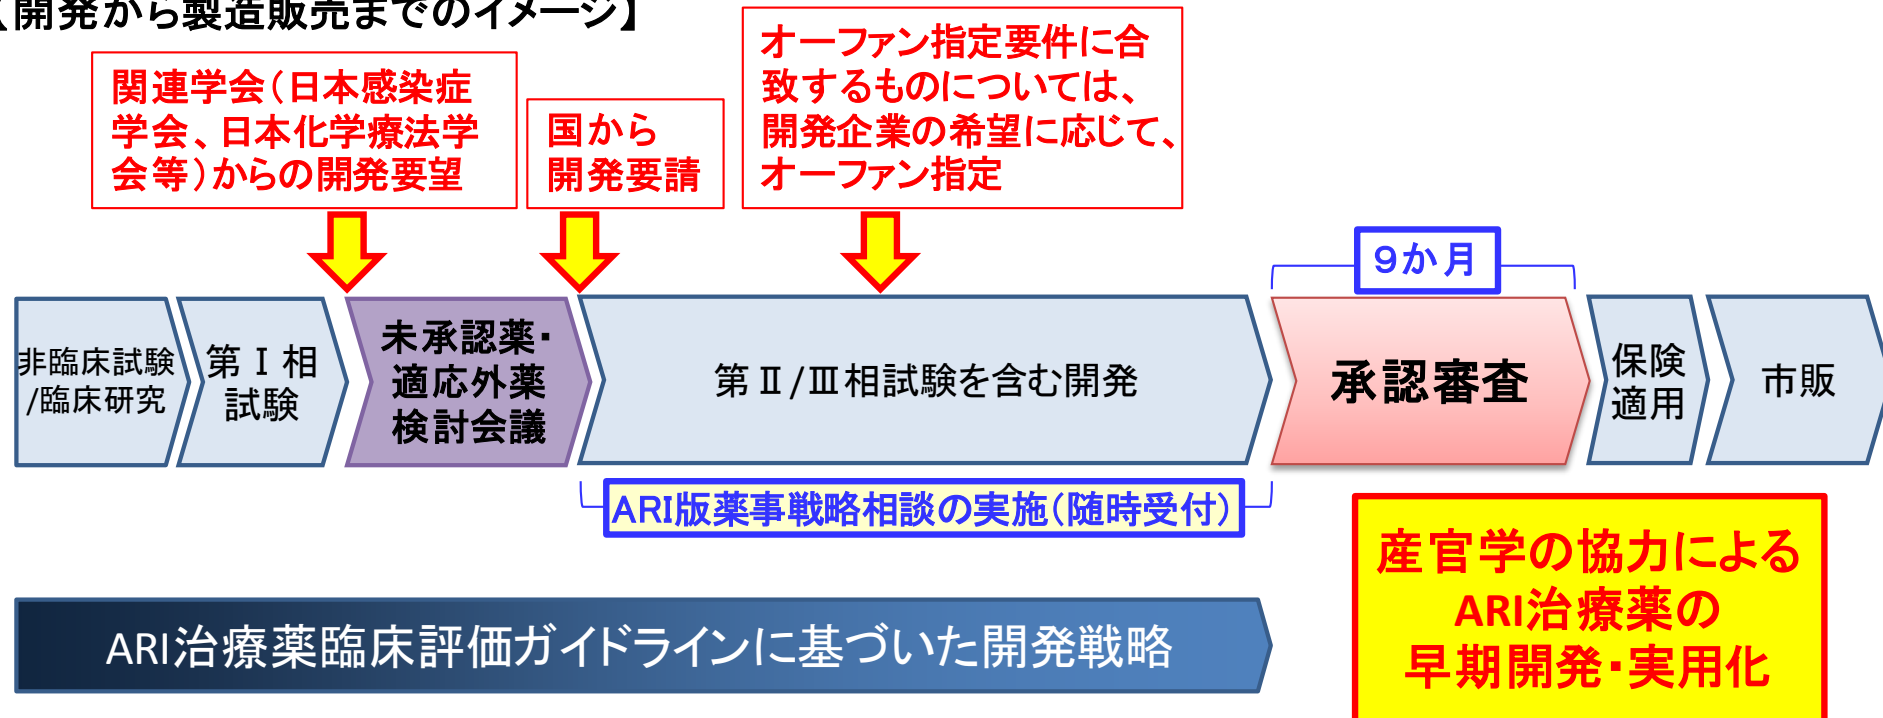 【開発から製造販売までのイメージ】
関連学会(日本感染症
学会、日本化学療法学
会等)からの開発要望
国から
開発要請
オーファン指定要件に合
致するものについては、
開発企業の希望に応じて、
オーファン指定
9か月
非臨床試験
/臨床研究
第Ⅰ相
試験
未承認薬・
適応外薬
検討会議
第Ⅱ/Ⅲ相試験を含む開発
承認審査
保険
適用
市販
ARI版薬事戦略相談の実施(随時受付)
ARI治療薬臨床評価ガイドラインに基づいた開発戦略
産官学の協力による
ARI治療薬の
早期開発・実用化